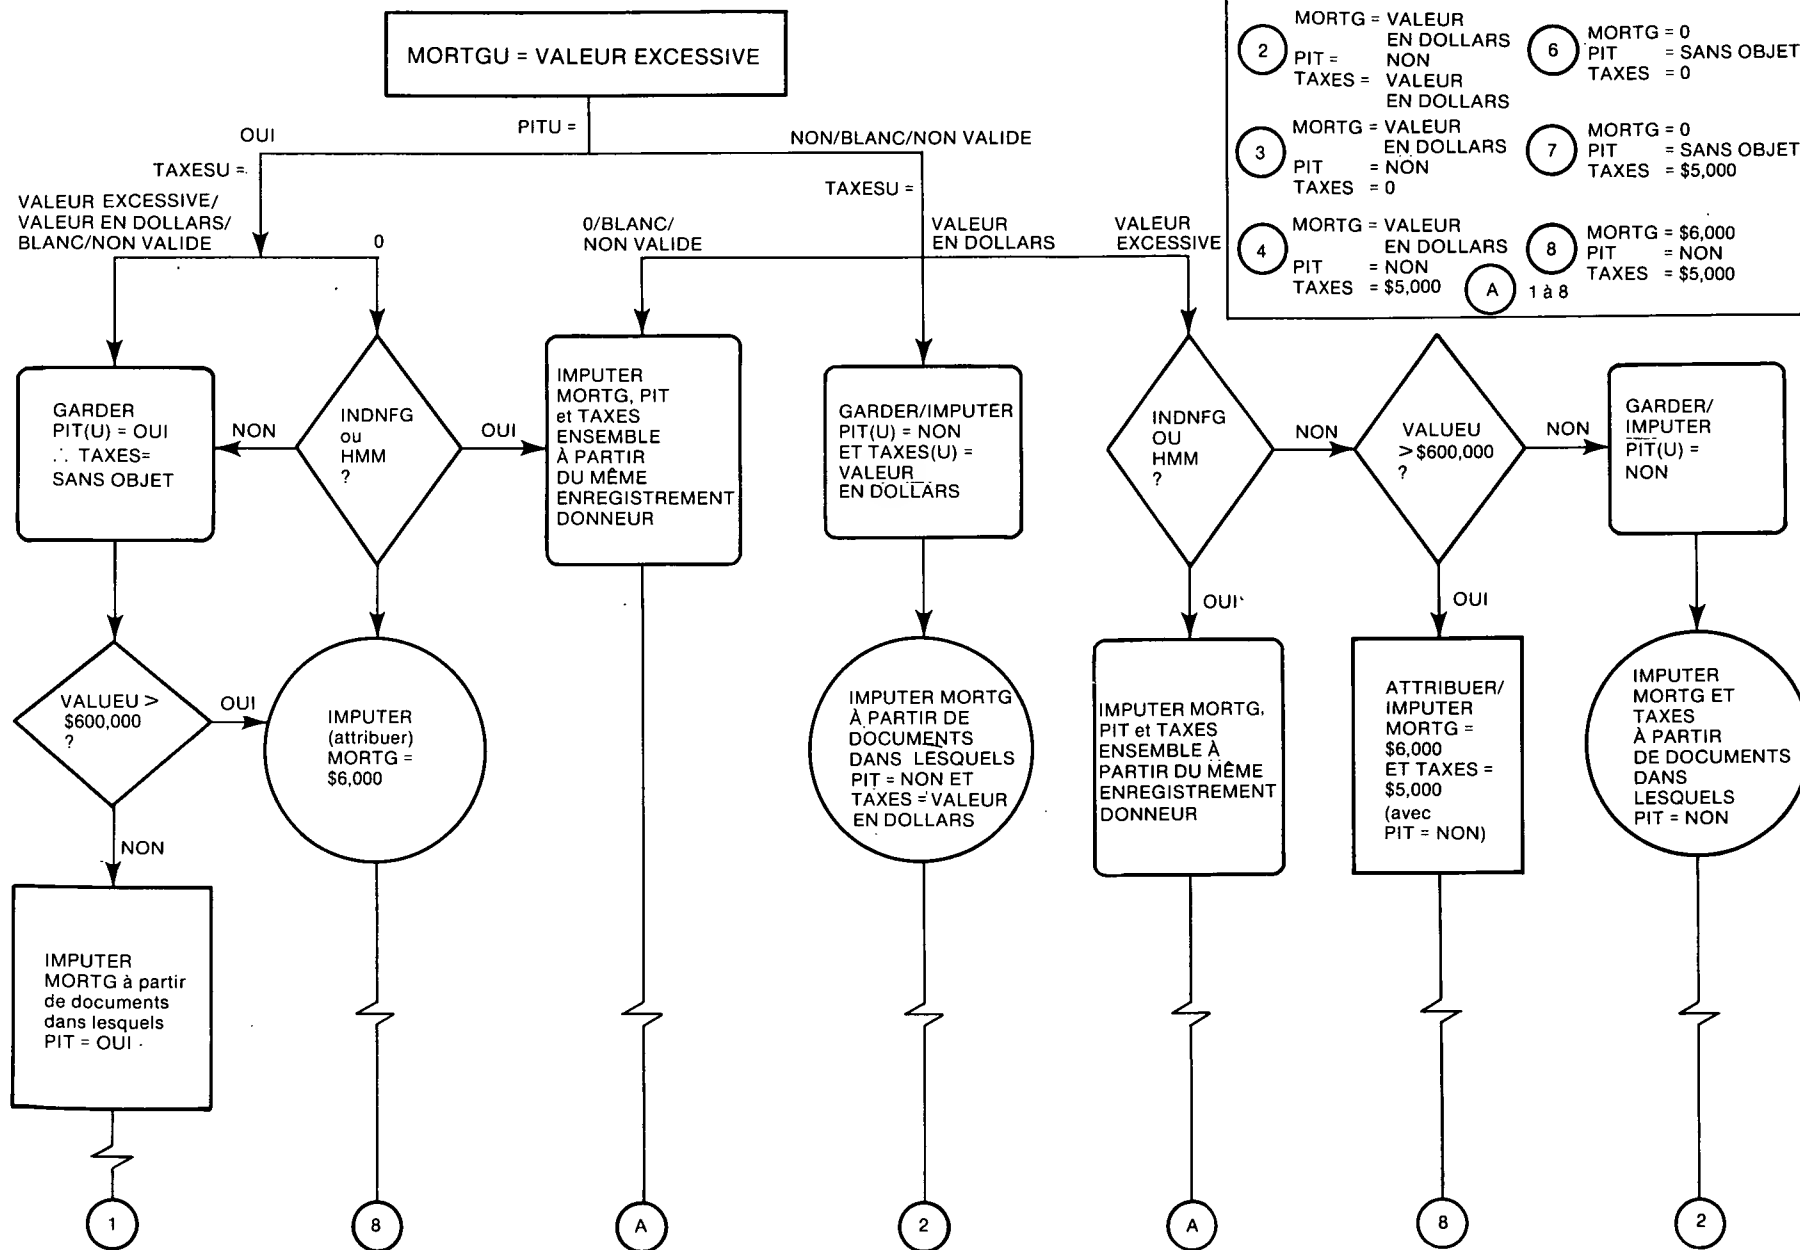 MORTGU = VALEUR EXCESSIVE
PITU =
OUI
NON/BLANC/NON VALIDE
TAXESU =
TAXESU =
VALEUR EXCESSIVE/
VALEUR EN DOLLARS/
BLANC/NON VALIDE
0
0/BLANC/
NON VALIDE
VALEUR
EN DOLLARS
VALEUR
EXCESSIVE
2
MORTG = VALEUR
EN DOLLARS
PIT = NON
TAXES = VALEUR
EN DOLLARS
6
MORTG = 0
PIT = SANS OBJET
TAXES = 0
3
MORTG = VALEUR
EN DOLLARS
PIT = NON
TAXES = 0
7
MORTG = 0
PIT = SANS OBJET
TAXES = $5,000
4
MORTG = VALEUR
EN DOLLARS
PIT = NON
TAXES = $5,000
8
MORTG = $6,000
PIT = NON
TAXES = $5,000
A 1 à 8
GARDER
PIT(U) = OUI
∴ TAXES=
SANS OBJET
NON
INDNFG
ou
HMM
?
OUI
IMPUTER
MORTG, PIT
et TAXES
ENSEMBLE
À PARTIR
DU MÊME
ENREGISTREMENT
DONNEUR
GARDER/IMPUTER
PIT(U) = NON
ET TAXES(U) =
VALEUR
EN DOLLARS
INDNFG
OU
HMM
?
NON
VALUEU
> $600,000
?
NON
GARDER/
IMPUTER
PIT(U) =
NON
OUI
OUI
VALUEU >
$600,000
?
OUI
IMPUTER
(attribuer)
MORTG =
$6,000
IMPUTER MORTG
À PARTIR DE
DOCUMENTS
DANS LESQUELS
PIT = NON ET
TAXES = VALEUR
EN DOLLARS
IMPUTER MORTG,
PIT et TAXES
ENSEMBLE À
PARTIR DU MÊME
ENREGISTREMENT
DONNEUR
ATTRIBUER/
IMPUTER
MORTG =
$6,000
ET TAXES =
$5,000
(avec
PIT = NON)
IMPUTER
MORTG ET
TAXES
À PARTIR
DE DOCUMENTS
DANS
LESQUELS
PIT = NON
NON
IMPUTER
MORTG à partir
de documents
dans lesquels
PIT = OUI
1
8
A
2
A
8
2